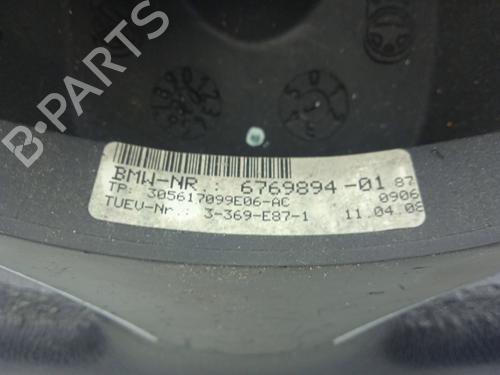 B-PARTS
BMW-NR.: 6769894-01 87
TP: 305617099E06-AC 0906
TUEV-Nr.: 3-369-E87-1 11.04.08